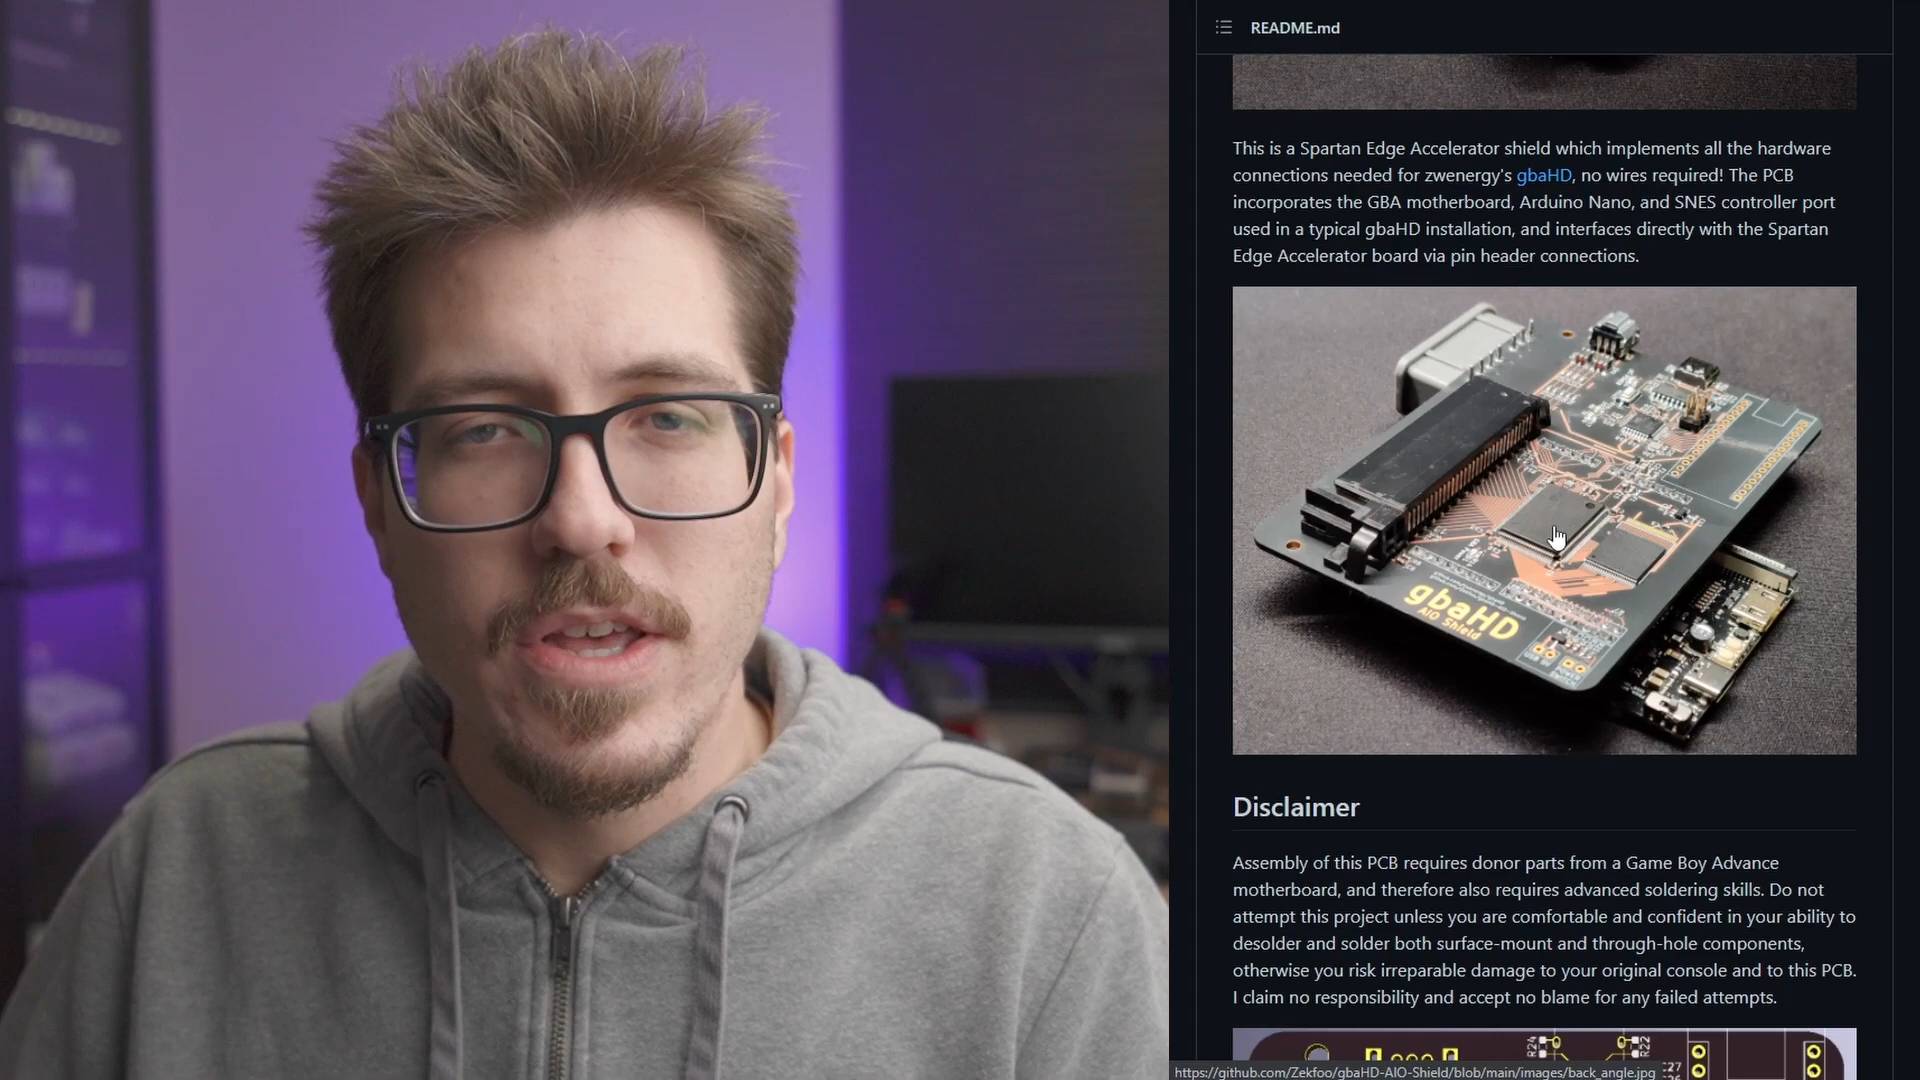 README.md
This is a Spartan Edge Accelerator shield which implements all the hardware
connections needed for zwenergy's gbaHD, no wires required! The PCB
incorporates the GBA motherboard, Arduino Nano, and SNES controller port
used in a typical gbaHD installation, and interfaces directly with the Spartan
Edge Accelerator board via pin header connections.
gbaHD
AIO Shield
Disclaimer
Assembly of this PCB requires donor parts from a Game Boy Advance
motherboard, and therefore also requires advanced soldering skills. Do not
attempt this project unless you are comfortable and confident in your ability to
desolder and solder both surface-mount and through-hole components,
otherwise you risk irreparable damage to your original console and to this PCB.
I claim no responsibility and accept no blame for any failed attempts.
R24
R22
https://github.com/Zekfoo/gbaHD-AIO-Shield/blob/main/images/back_angle.jpg